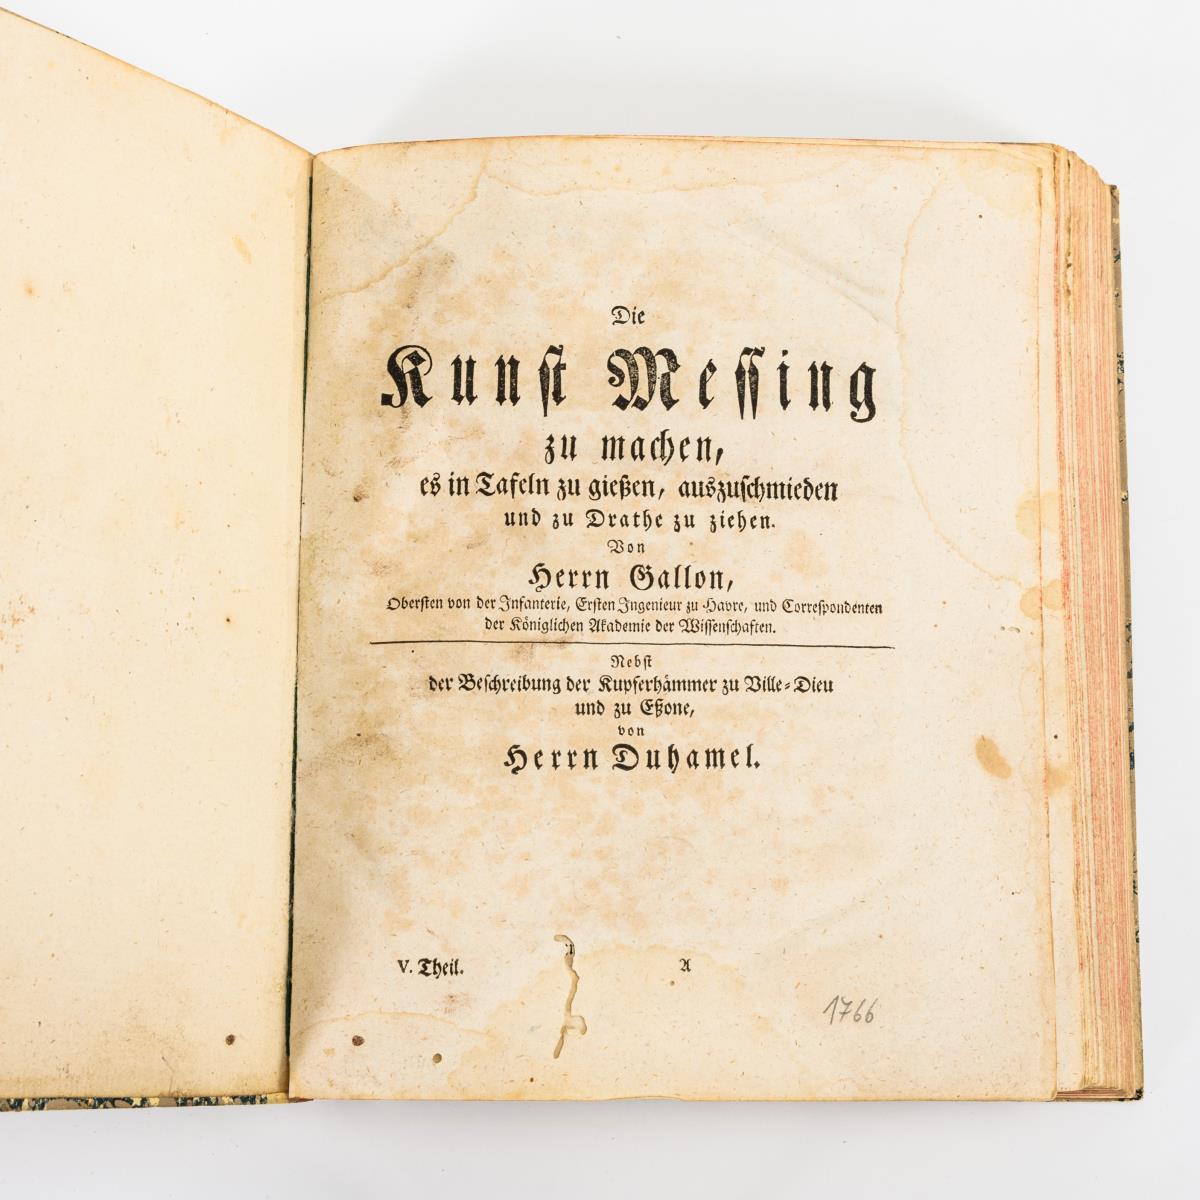 Die
Kunst Messing
zu machen,
es in Tafeln zu gießen, auszuschmieden
und zu Drathe zu ziehen.
Von
Herrn Gallon,
Obersten von der Infanterie, Ersten Ingenieur zu Havre, und Correspondenten
der Königlichen Akademie der Wissenschaften.
Nebst
der Beschreibung der Kupferhämmer zu Ville-Dieu
und zu Eßone,
von
Herrn Duhamel.
V. Theil.
A
1766